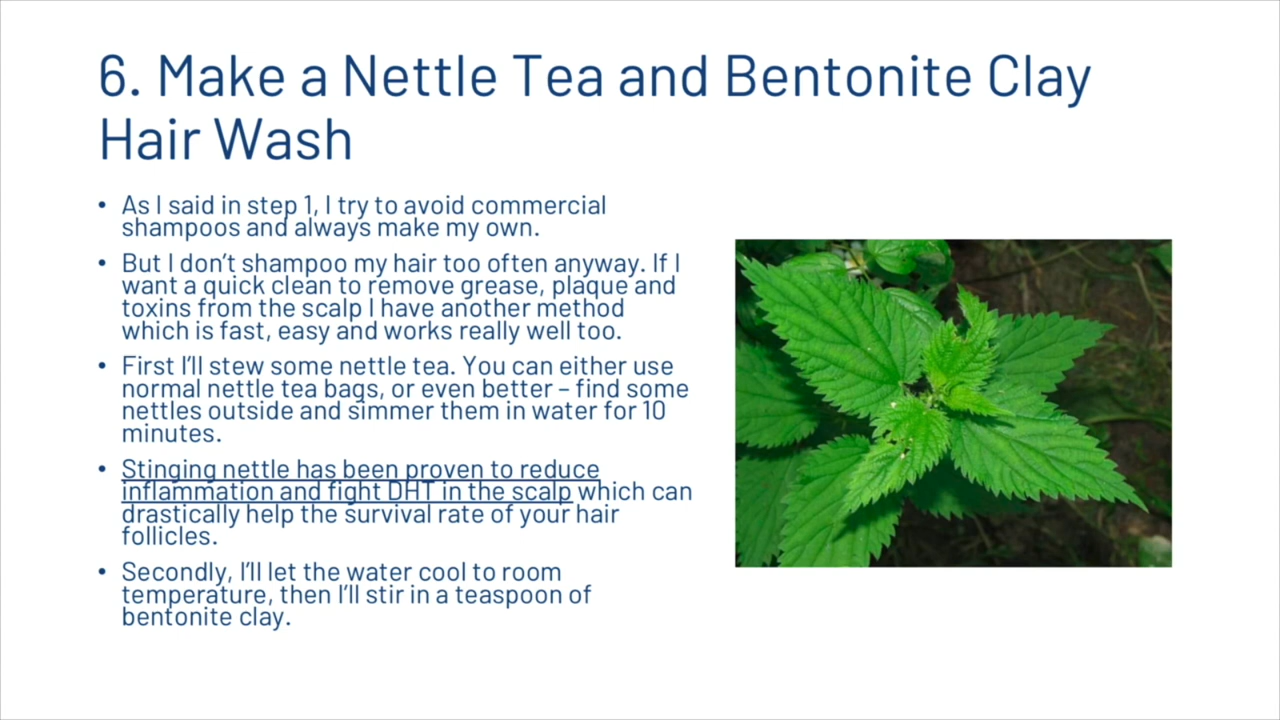 6. Make a Nettle Tea and Bentonite Clay
Hair Wash
• As I said in step 1, I try to avoid commercial
shampoos and always make my own.
• But I don’t shampoo my hair too often anyway. If I
want a quick clean to remove grease, plaque and
toxins from the scalp I have another method
which is fast, easy and works really well too.
• First I’ll stew some nettle tea. You can either use
normal nettle tea bags, or even better – find some
nettles outside and simmer them in water for 10
minutes.
• Stinging nettle has been proven to reduce
inflammation and fight DHT in the scalp which can
drastically help the survival rate of your hair
follicles.
• Secondly, I’ll let the water cool to room
temperature, then I’ll stir in a teaspoon of
bentonite clay.